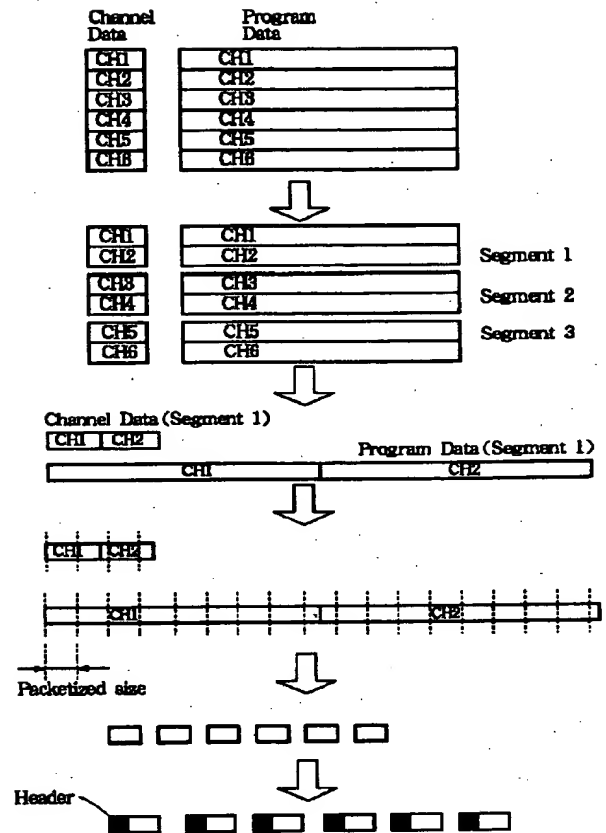 Channel Data
Program Data
CH1 CH1
CH2 CH2
CH3 CH3
CH4 CH4
CH5 CH5
CH6 CH6
CH1 CH1
CH2 CH2
Segment 1
CH3 CH3
CH4 CH4
Segment 2
CH5 CH5
CH6 CH6
Segment 3
Channel Data(Segment 1)
CH1 CH2
Program Data(Segment 1)
CH1 CH2
CH1 CH2
CH1 CH2
Packetized size
Header